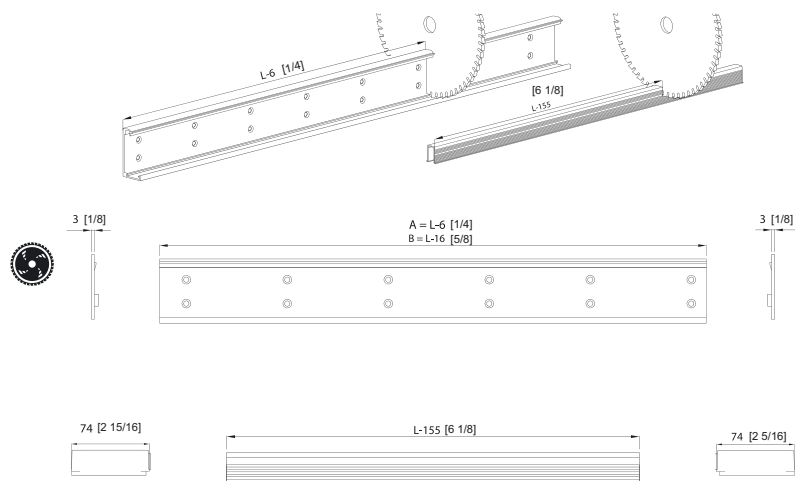 L-6 [1/4]
[6 1/8]
L-155
3 [1/8]
A = L-6 [1/4]
B = L-16 [5/8]
3 [1/8]
74 [2 15/16]
L-155 [6 1/8]
74 [2 5/16]